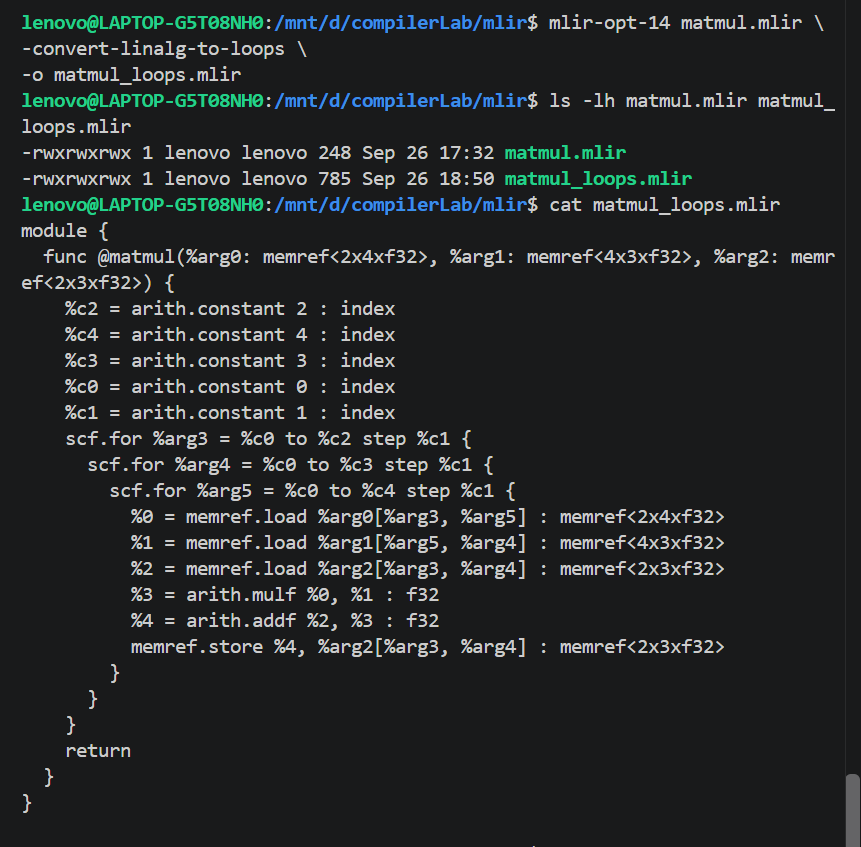 lenovo@LAPTOP-G5T08NH0:/mnt/d/compilerLab/mlir$ mlir-opt-14 matmul.mlir \
-convert-linalg-to-loops \
-o matmul_loops.mlir
lenovo@LAPTOP-G5T08NH0:/mnt/d/compilerLab/mlir$ ls -lh matmul.mlir matmul_
loops.mlir
-rwxrwxrwx 1 lenovo lenovo 248 Sep 26 17:32 matmul.mlir
-rwxrwxrwx 1 lenovo lenovo 785 Sep 26 18:50 matmul_loops.mlir
lenovo@LAPTOP-G5T08NH0:/mnt/d/compilerLab/mlir$ cat matmul_loops.mlir
module {
  func @matmul(%arg0: memref<2x4xf32>, %arg1: memref<4x3xf32>, %arg2: memr
ef<2x3xf32>) {
    %c2 = arith.constant 2 : index
    %c4 = arith.constant 4 : index
    %c3 = arith.constant 3 : index
    %c0 = arith.constant 0 : index
    %c1 = arith.constant 1 : index
    scf.for %arg3 = %c0 to %c2 step %c1 {
      scf.for %arg4 = %c0 to %c3 step %c1 {
        scf.for %arg5 = %c0 to %c4 step %c1 {
          %0 = memref.load %arg0[%arg3, %arg5] : memref<2x4xf32>
          %1 = memref.load %arg1[%arg5, %arg4] : memref<4x3xf32>
          %2 = memref.load %arg2[%arg3, %arg4] : memref<2x3xf32>
          %3 = arith.mulf %0, %1 : f32
          %4 = arith.addf %2, %3 : f32
          memref.store %4, %arg2[%arg3, %arg4] : memref<2x3xf32>
        }
      }
    }
    return
  }
}